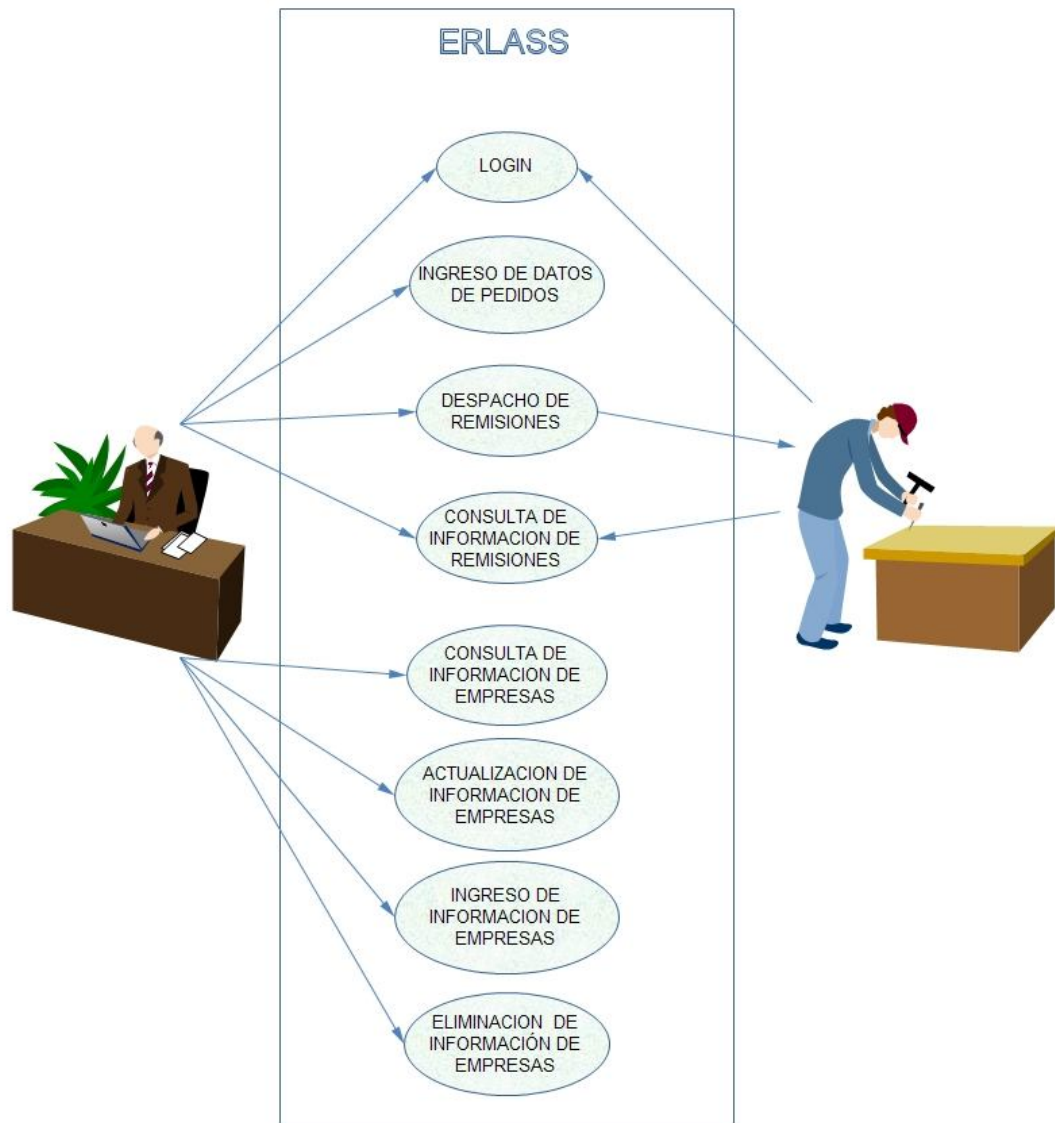 ERLASS
LOGIN
INGRESO DE DATOS
DE PEDIDOS
DESPACHO DE
REMISIONES
CONSULTA DE
INFORMACION DE
REMISIONES
CONSULTA DE
INFORMACION DE
EMPRESAS
ACTUALIZACION DE
INFORMACION DE
EMPRESAS
INGRESO DE
INFORMACION DE
EMPRESAS
ELIMINACION DE
INFORMACIÓN DE
EMPRESAS